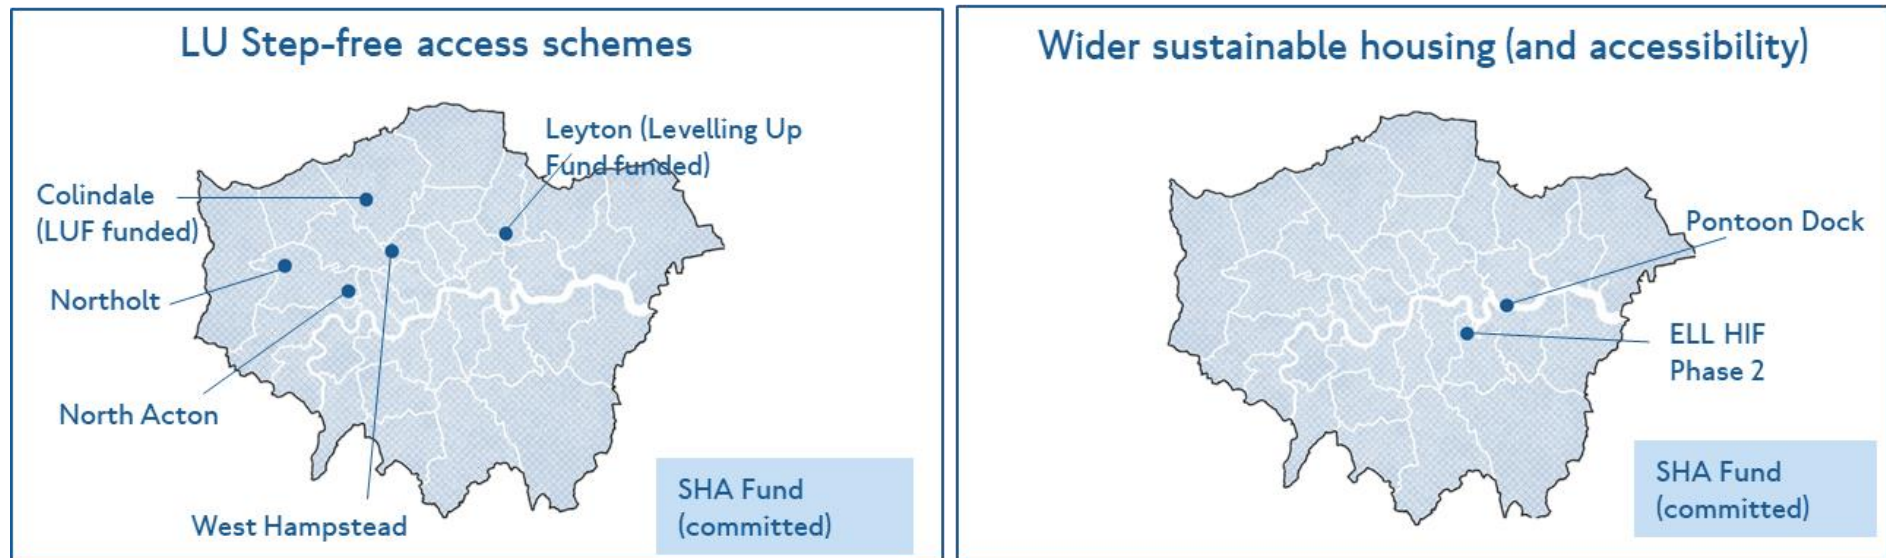 LU Step-free access schemes
Leyton (Levelling Up
Fund funded)
Colindale
(LUF funded)
Northolt
North Acton
West Hampstead
SHA Fund
(committed)
Wider sustainable housing (and accessibility)
Pontoon Dock
ELL HIF
Phase 2
SHA Fund
(committed)